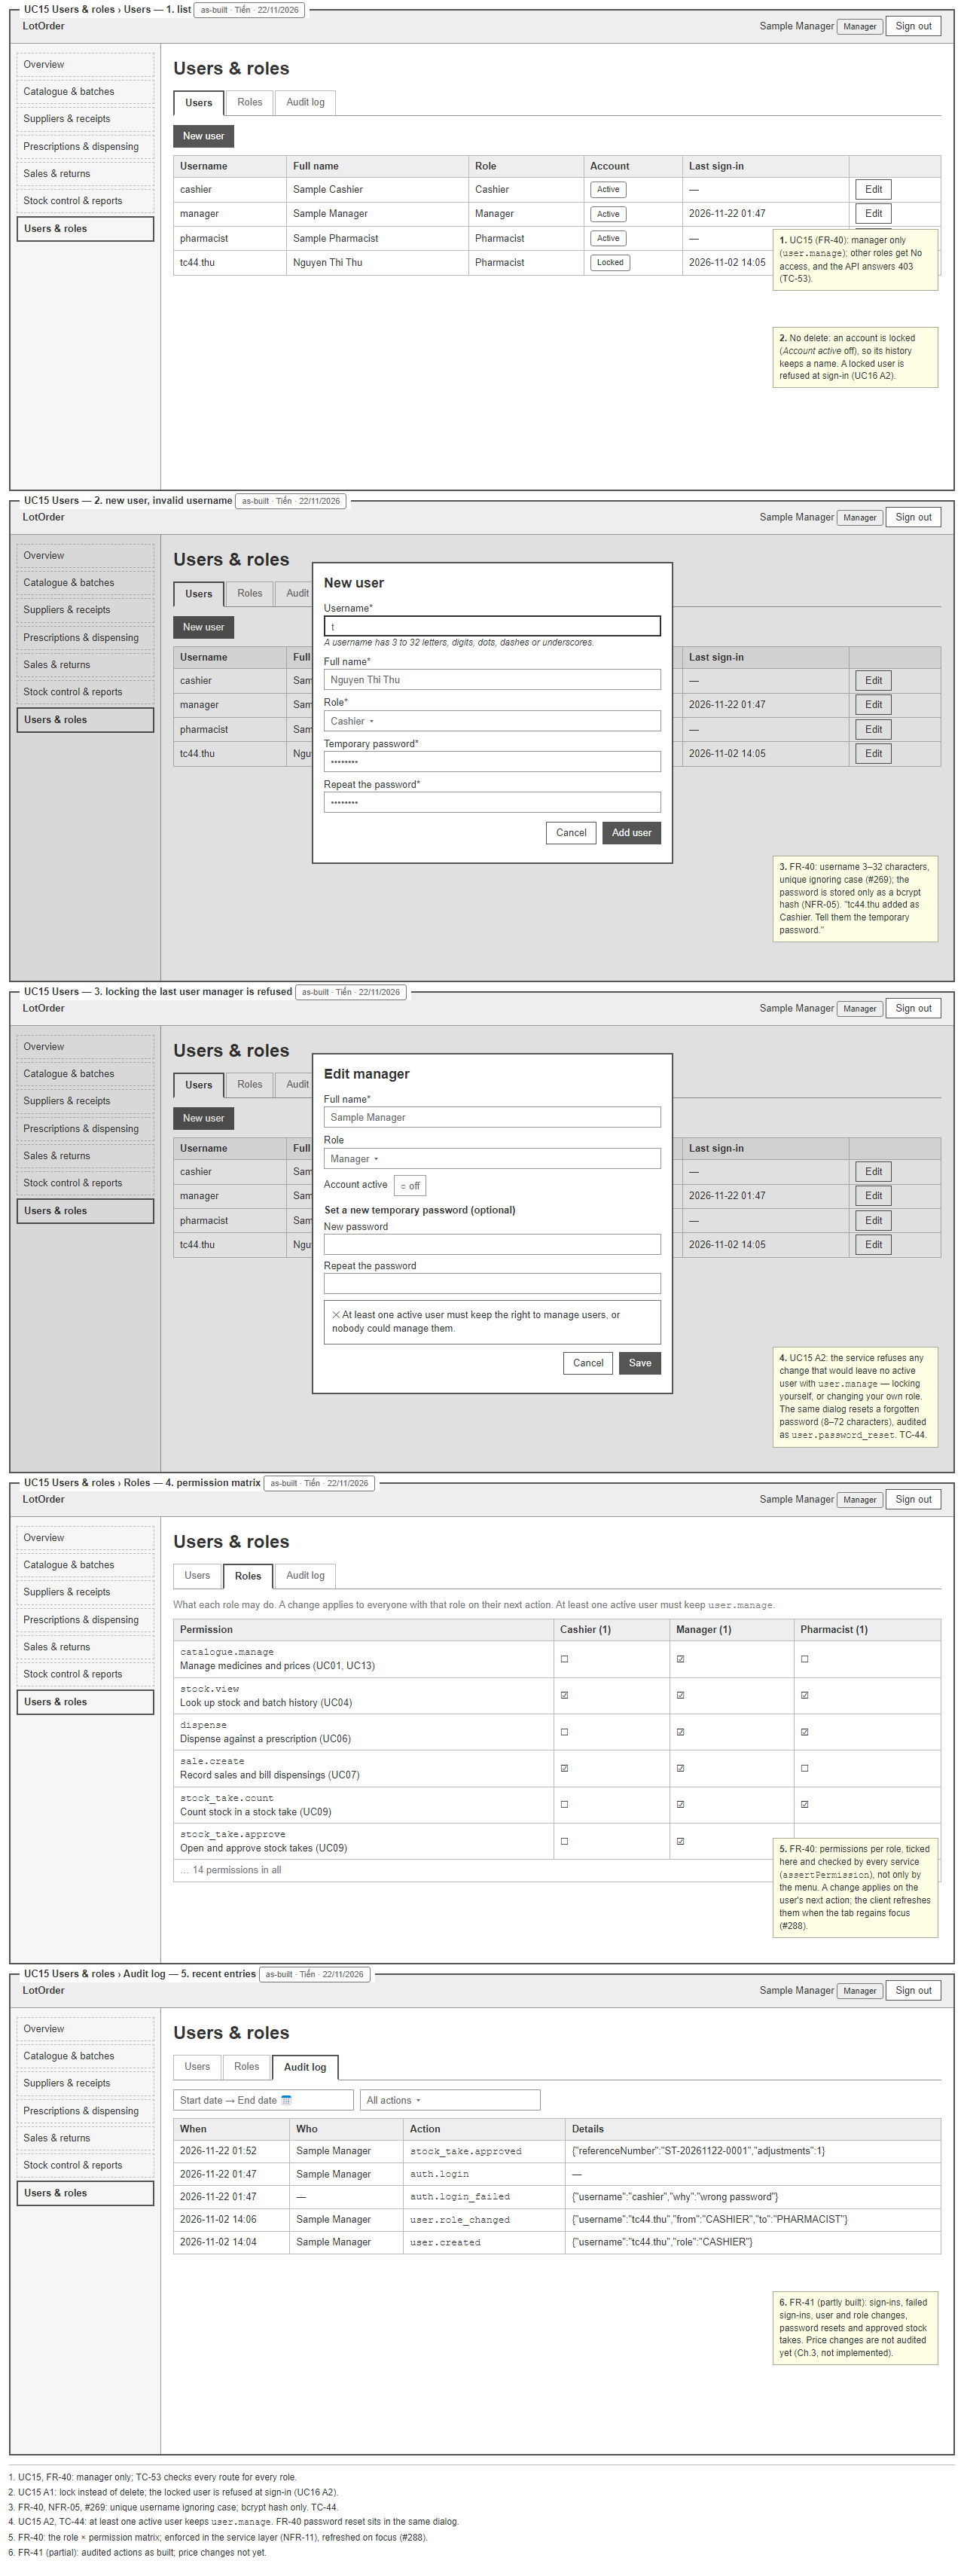 UC15 Users & roles › Users — 1. list as-built · Tiến · 22/11/2026
LotOrder
Sample Manager Manager Sign out
Overview
Catalogue & batches
Suppliers & receipts
Prescriptions & dispensing
Sales & returns
Stock control & reports
Users & roles
Users & roles
Users Roles Audit log
New user
Username Full name Role Account Last sign-in
cashier Sample Cashier Cashier Active — Edit
manager Sample Manager Manager Active 2026-11-22 01:47 Edit
pharmacist Sample Pharmacist Pharmacist Active —
tc44.thu Nguyen Thi Thu Pharmacist Locked 2026-11-02 14:05
1. UC15 (FR-40): manager only
(user.manage); other roles get No
access, and the API answers 403
(TC-53).
2. No delete: an account is locked
(Account active off), so its history
keeps a name. A locked user is
refused at sign-in (UC16 A2).
UC15 Users — 2. new user, invalid username as-built · Tiến · 22/11/2026
LotOrder
Sample Manager Manager Sign out
Overview
Catalogue & batches
Suppliers & receipts
Prescriptions & dispensing
Sales & returns
Stock control & reports
Users & roles
Users & roles
Users Roles Audit
New user
Username Full Last sign-in
cashier Sam — Edit
manager Sam 2026-11-22 01:47 Edit
pharmacist Sam — Edit
tc44.thu Ngu 2026-11-02 14:05 Edit
New user
Username*
t
A username has 3 to 32 letters, digits, dots, dashes or underscores.
Full name*
Nguyen Thi Thu
Role*
Cashier ▾
Temporary password*
••••••••
Repeat the password*
••••••••
Cancel Add user
3. FR-40: username 3–32 characters,
unique ignoring case (#269); the
password is stored only as a bcrypt
hash (NFR-05). "tc44.thu added as
Cashier. Tell them the temporary
password."
UC15 Users — 3. locking the last user manager is refused as-built · Tiến · 22/11/2026
LotOrder
Sample Manager Manager Sign out
Overview
Catalogue & batches
Suppliers & receipts
Prescriptions & dispensing
Sales & returns
Stock control & reports
Users & roles
Users & roles
Users Roles Audit
New user
Username Full Last sign-in
cashier Sam — Edit
manager Sam 2026-11-22 01:47 Edit
pharmacist Sam — Edit
tc44.thu Ngu 2026-11-02 14:05 Edit
Edit manager
Full name*
Sample Manager
Role
Manager ▾
Account active ○ off
Set a new temporary password (optional)
New password
Repeat the password
✕ At least one active user must keep the right to manage users, or
nobody could manage them.
Cancel Save
4. UC15 A2: the service refuses any
change that would leave no active
user with user.manage — locking
yourself, or changing your own role.
The same dialog resets a forgotten
password (8–72 characters), audited
as user.password_reset. TC-44.
UC15 Users & roles › Roles — 4. permission matrix as-built · Tiến · 22/11/2026
LotOrder
Sample Manager Manager Sign out
Overview
Catalogue & batches
Suppliers & receipts
Prescriptions & dispensing
Sales & returns
Stock control & reports
Users & roles
Users & roles
Users Roles Audit log
What each role may do. A change applies to everyone with that role on their next action. At least one active user must keep user.manage.
Permission Cashier (1) Manager (1) Pharmacist (1)
catalogue.manage
Manage medicines and prices (UC01, UC13) ☐ ☑ ☐
stock.view
Look up stock and batch history (UC04) ☑ ☑ ☑
dispense
Dispense against a prescription (UC06) ☐ ☑ ☑
sale.create
Record sales and bill dispensings (UC07) ☑ ☑ ☐
stock_take.count
Count stock in a stock take (UC09) ☐ ☑ ☑
stock_take.approve
Open and approve stock takes (UC09) ☐ ☑
… 14 permissions in all
5. FR-40: permissions per role, ticked
here and checked by every service
(assertPermission), not only by
the menu. A change applies on the
user's next action; the client refreshes
them when the tab regains focus
(#288).
UC15 Users & roles › Audit log — 5. recent entries as-built · Tiến · 22/11/2026
LotOrder
Sample Manager Manager Sign out
Overview
Catalogue & batches
Suppliers & receipts
Prescriptions & dispensing
Sales & returns
Stock control & reports
Users & roles
Users & roles
Users Roles Audit log
Start date → End date 📅 All actions ▾
When Who Action Details
2026-11-22 01:52 Sample Manager stock_take.approved {"referenceNumber":"ST-20261122-0001","adjustments":1}
2026-11-22 01:47 Sample Manager auth.login —
2026-11-22 01:47 — auth.login_failed {"username":"cashier","why":"wrong password"}
2026-11-02 14:06 Sample Manager user.role_changed {"username":"tc44.thu","from":"CASHIER","to":"PHARMACIST"}
2026-11-02 14:04 Sample Manager user.created {"username":"tc44.thu","role":"CASHIER"}
6. FR-41 (partly built): sign-ins, failed
sign-ins, user and role changes,
password resets and approved stock
takes. Price changes are not audited
yet (Ch.3, not implemented).
1. UC15, FR-40: manager only; TC-53 checks every route for every role.
2. UC15 A1: lock instead of delete; the locked user is refused at sign-in (UC16 A2).
3. FR-40, NFR-05, #269: unique username ignoring case; bcrypt hash only. TC-44.
4. UC15 A2, TC-44: at least one active user keeps user.manage. FR-40 password reset sits in the same dialog.
5. FR-40: the role × permission matrix; enforced in the service layer (NFR-11), refreshed on focus (#288).
6. FR-41 (partial): audited actions as built; price changes not yet.